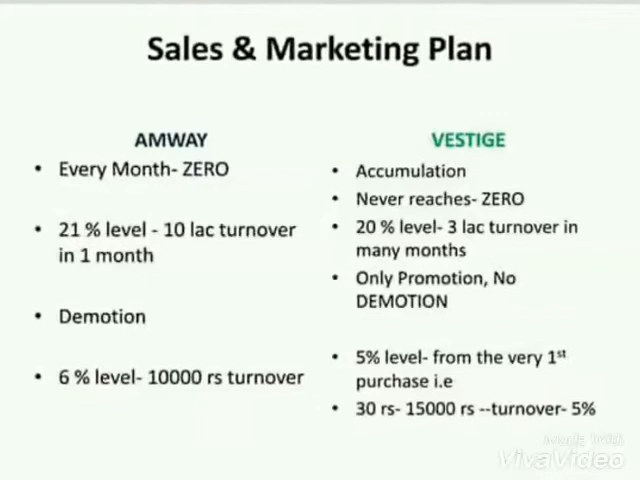 Sales & Marketing Plan
AMWAY
• Every Month- ZERO
• 21 % level - 10 lac turnover
in 1 month
• Demotion
• 6 % level- 10000 rs turnover
VESTIGE
• Accumulation
• Never reaches- ZERO
• 20 % level- 3 lac turnover in
many months
• Only Promotion, No
DEMOTION
• 5% level- from the very 1st
purchase i.e
• 30 rs- 15000 rs --turnover- 5%
Made With
VivaVideo